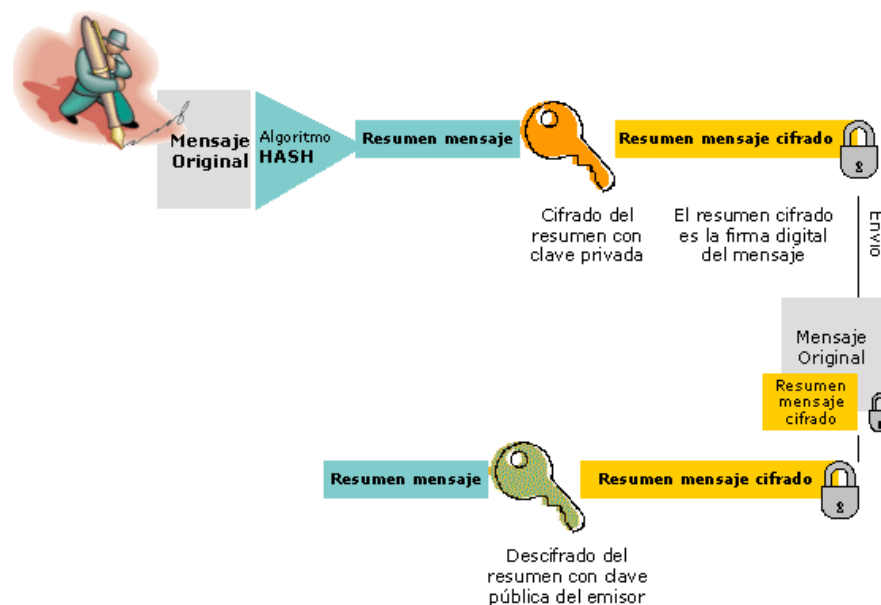 Mensaje
Original
Algoritmo
HASH
Resumen mensaje
Resumen mensaje cifrado
Cifrado del
resumen con
clave privada
El resumen cifrado
es la firma digital
del mensaje
Envío
Mensaje
Original
Resumen
mensaje
cifrado
Resumen mensaje
Resumen mensaje cifrado
Descifrado del
resumen con clave
pública del emisor